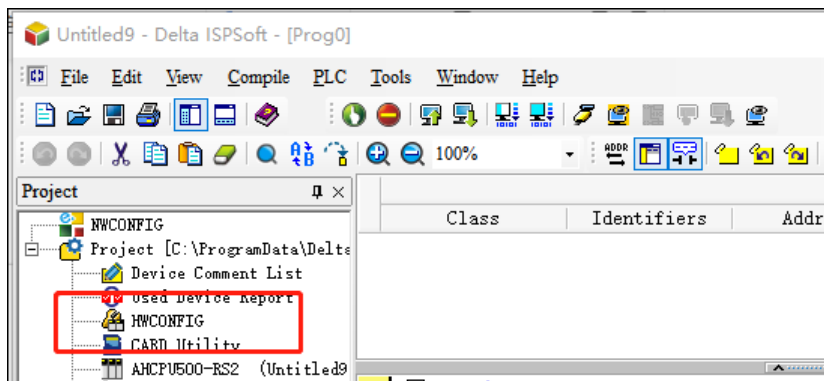 Untitled9 - Delta ISPSoft - [Prog0]
File Edit View Compile PLC Tools Window Help
100%
ADDR
Project
Class Identifiers Addr
NWCONFIG
Project [C:\ProgramData\Delta
Device Comment List
Used Device Report
HWCONFIG
CARD Utility
AHCPU500-RS2 (Untitled9